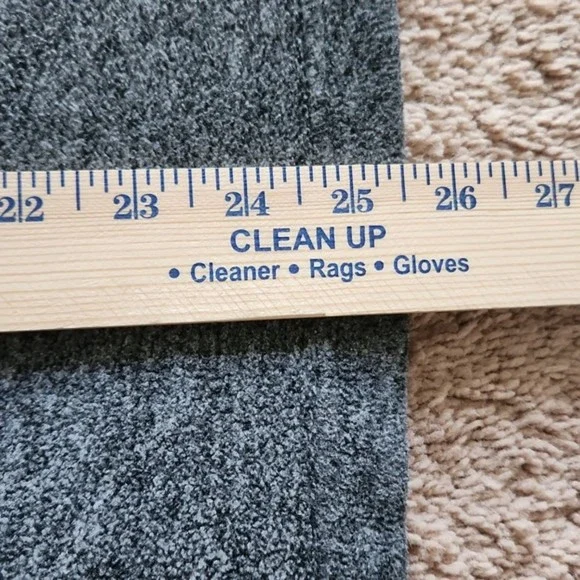 22 23 24 25 26 27
CLEAN UP
• Cleaner • Rags • Gloves